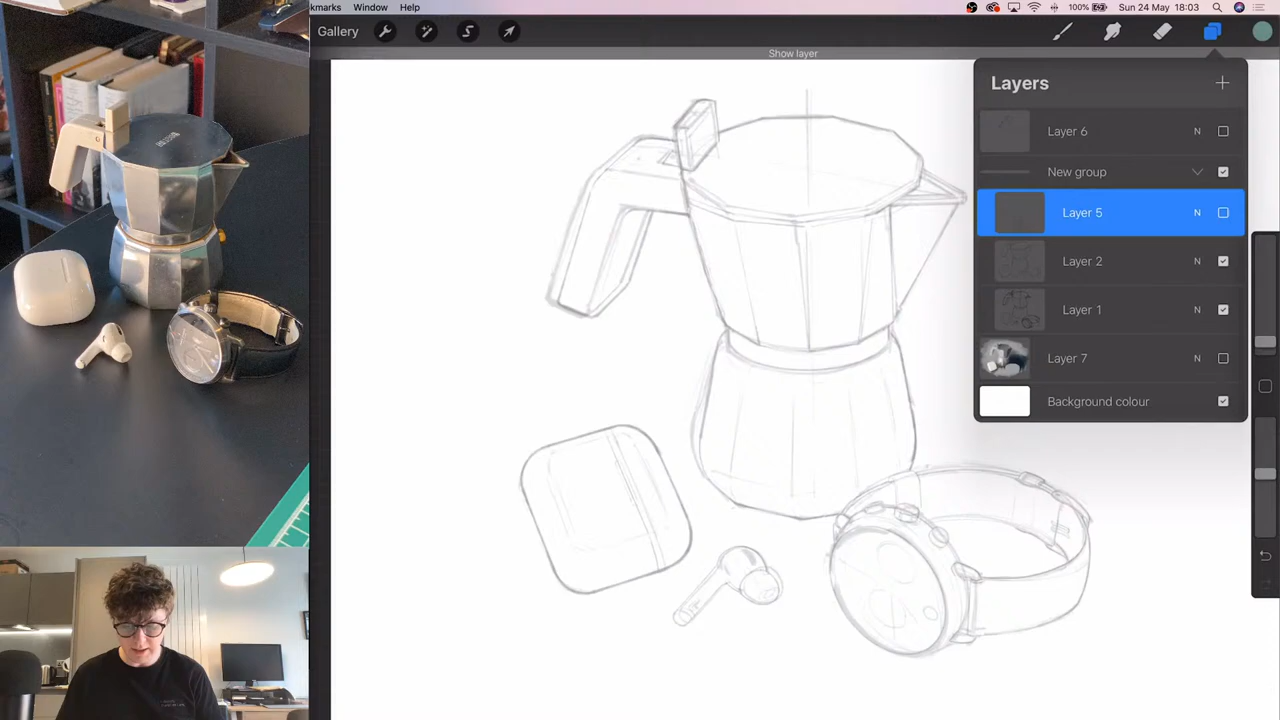 kmarks Window Help 100% Sun 24 May 18:03
Gallery
Show layer
Layers
Layer 6 N
New group
Layer 5 N
Layer 2 N
Layer 1 N
Layer 7 N
Background colour